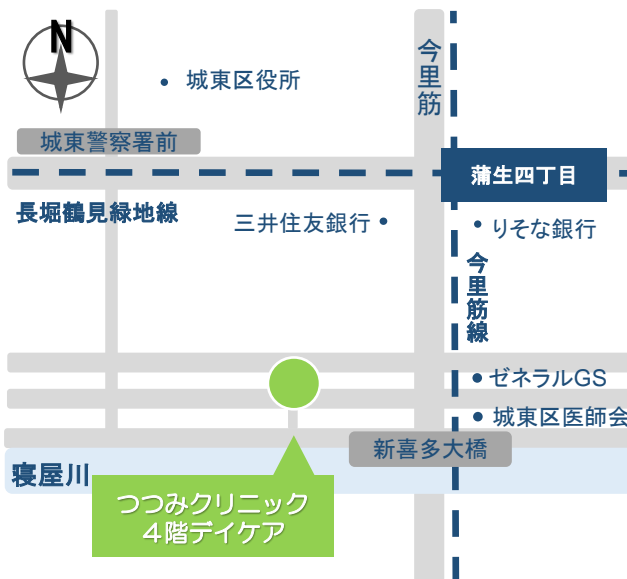 N
今里筋
城東区役所
城東警察署前
蒲生四丁目
長堀鶴見緑地線
三井住友銀行
りそな銀行
今里筋線
ゼネラルGS
城東区医師会
新喜多大橋
寝屋川
つつみクリニック
４階デイケア